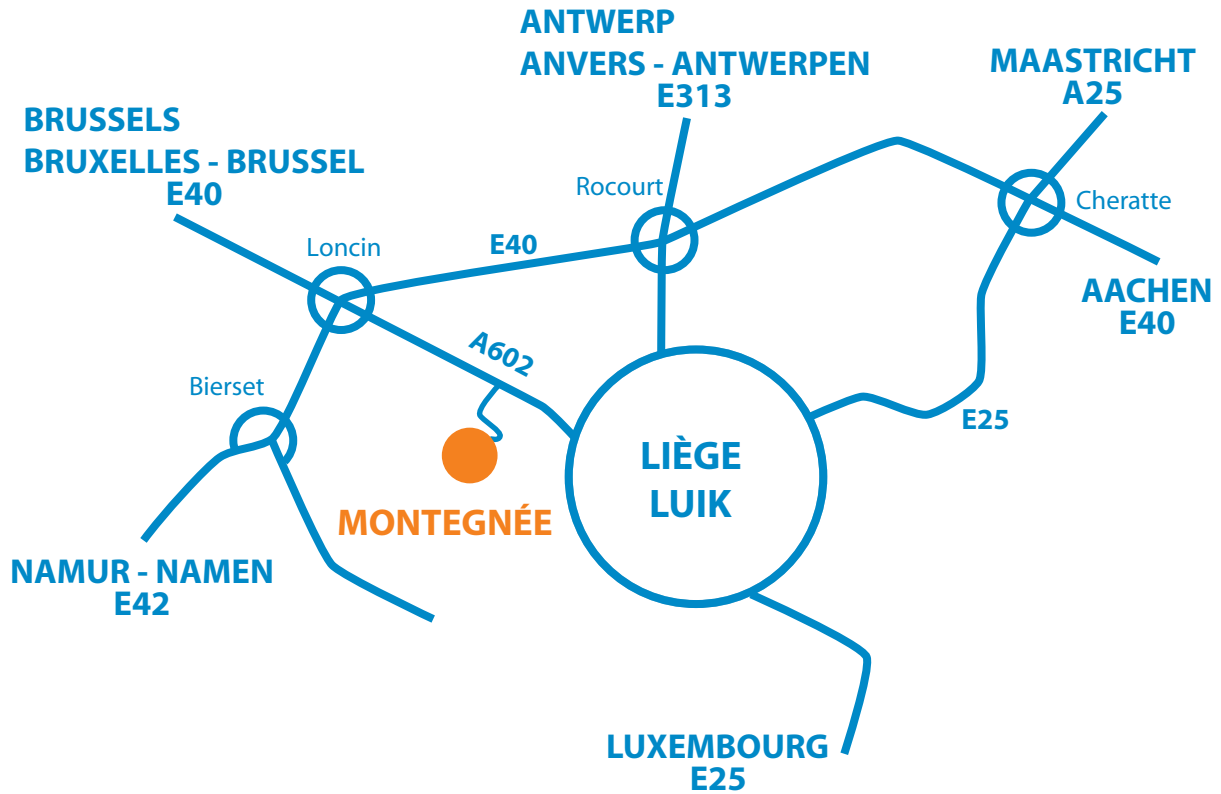 ANTWERP
ANVERS - ANTWERPEN
E313
MAASTRICHT
A25
BRUSSELS
BRUXELLES - BRUSSEL
E40
Rocourt
Cheratte
Loncin
E40
AACHEN
E40
A602
Bierset
E25
LIÈGE
LUIK
MONTEGNÉE
NAMUR - NAMEN
E42
LUXEMBOURG
E25